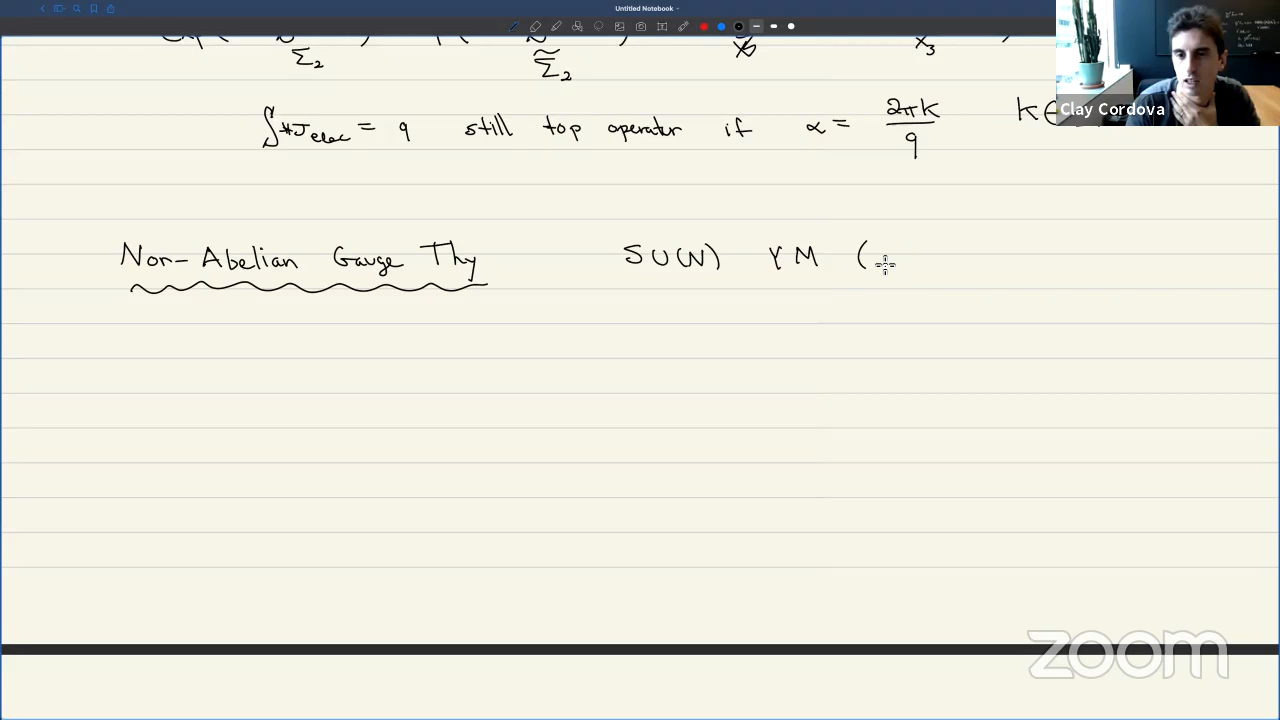 Untitled Notebook
Σ₂ Σ̃₂ X₃
Clay Cordova
∫*J_elec = q still top operator if α = 2πk/q k ∈
Non-Abelian Gauge Thy SU(N) YM (
zoom